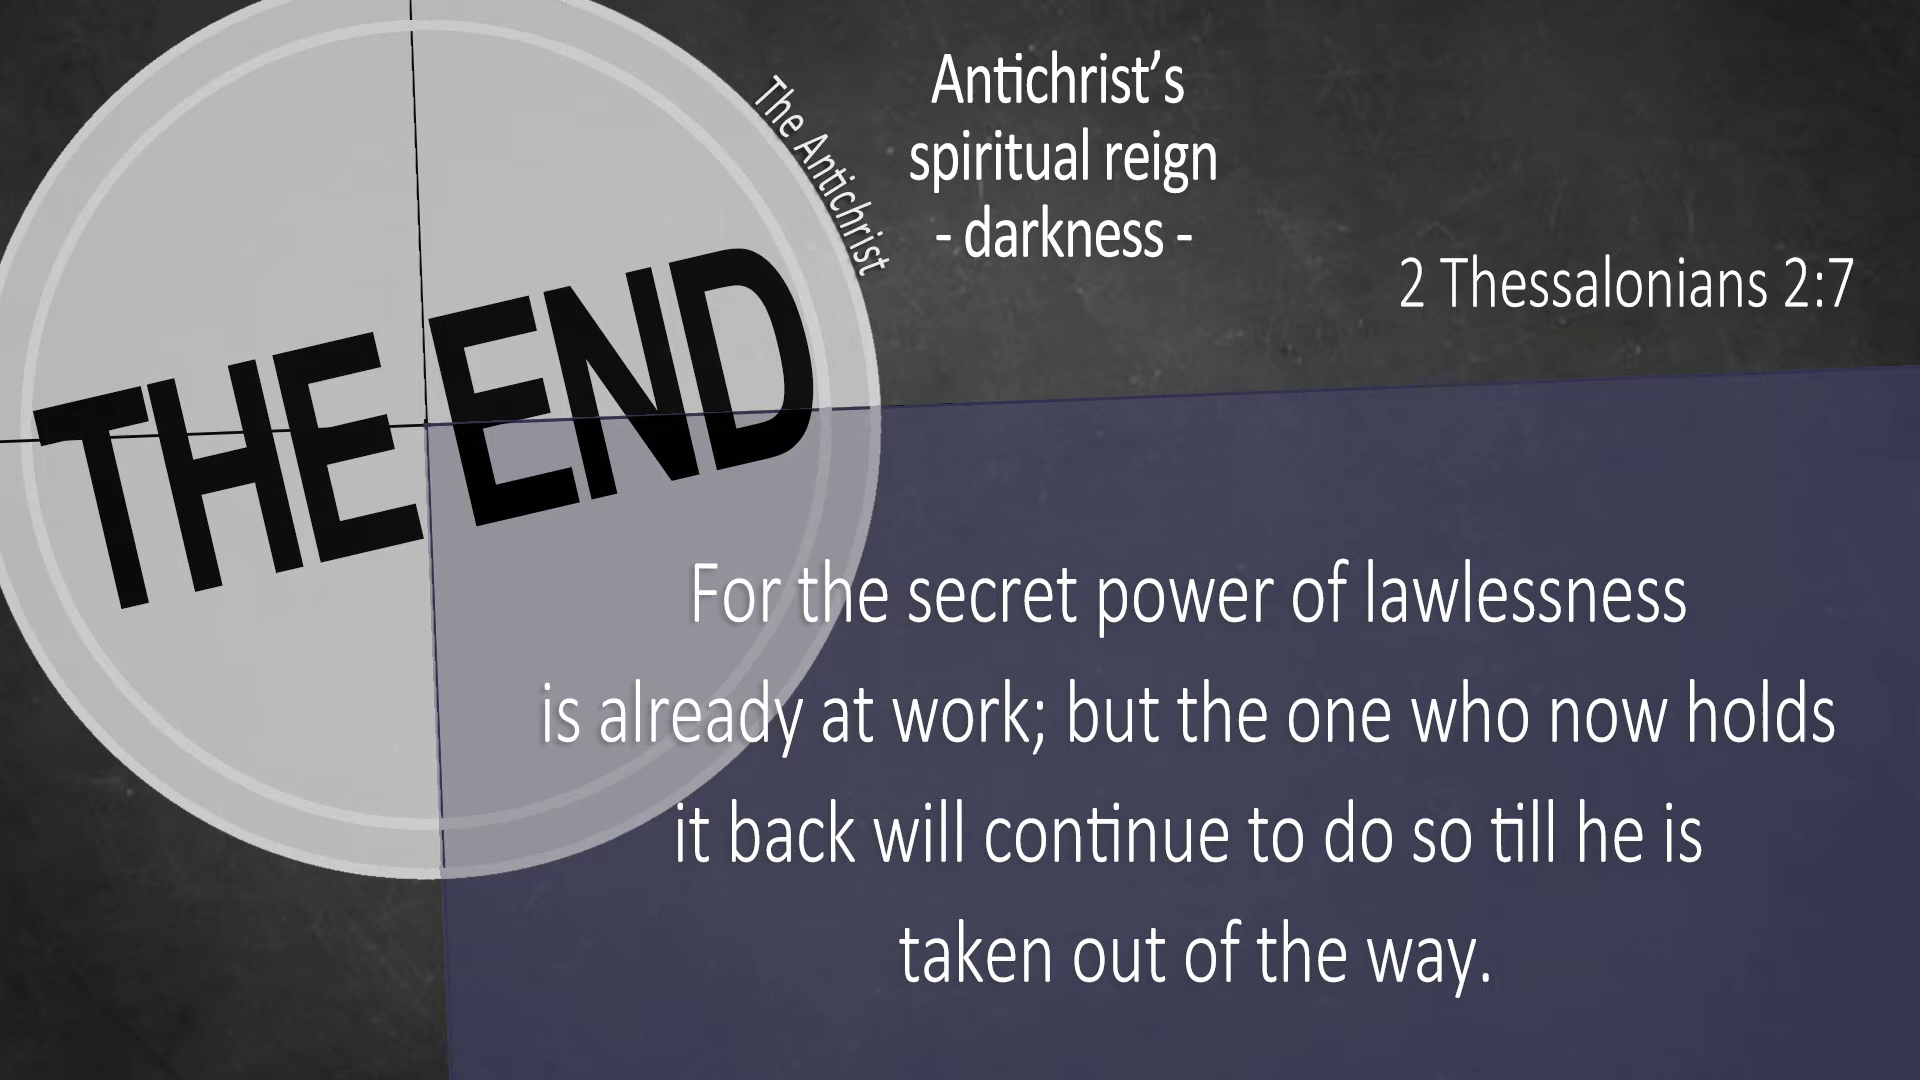 THE END
The Antichrist
Antichrist’s
spiritual reign
- darkness -
2 Thessalonians 2:7
For the secret power of lawlessness
is already at work; but the one who now holds
it back will continue to do so till he is
taken out of the way.